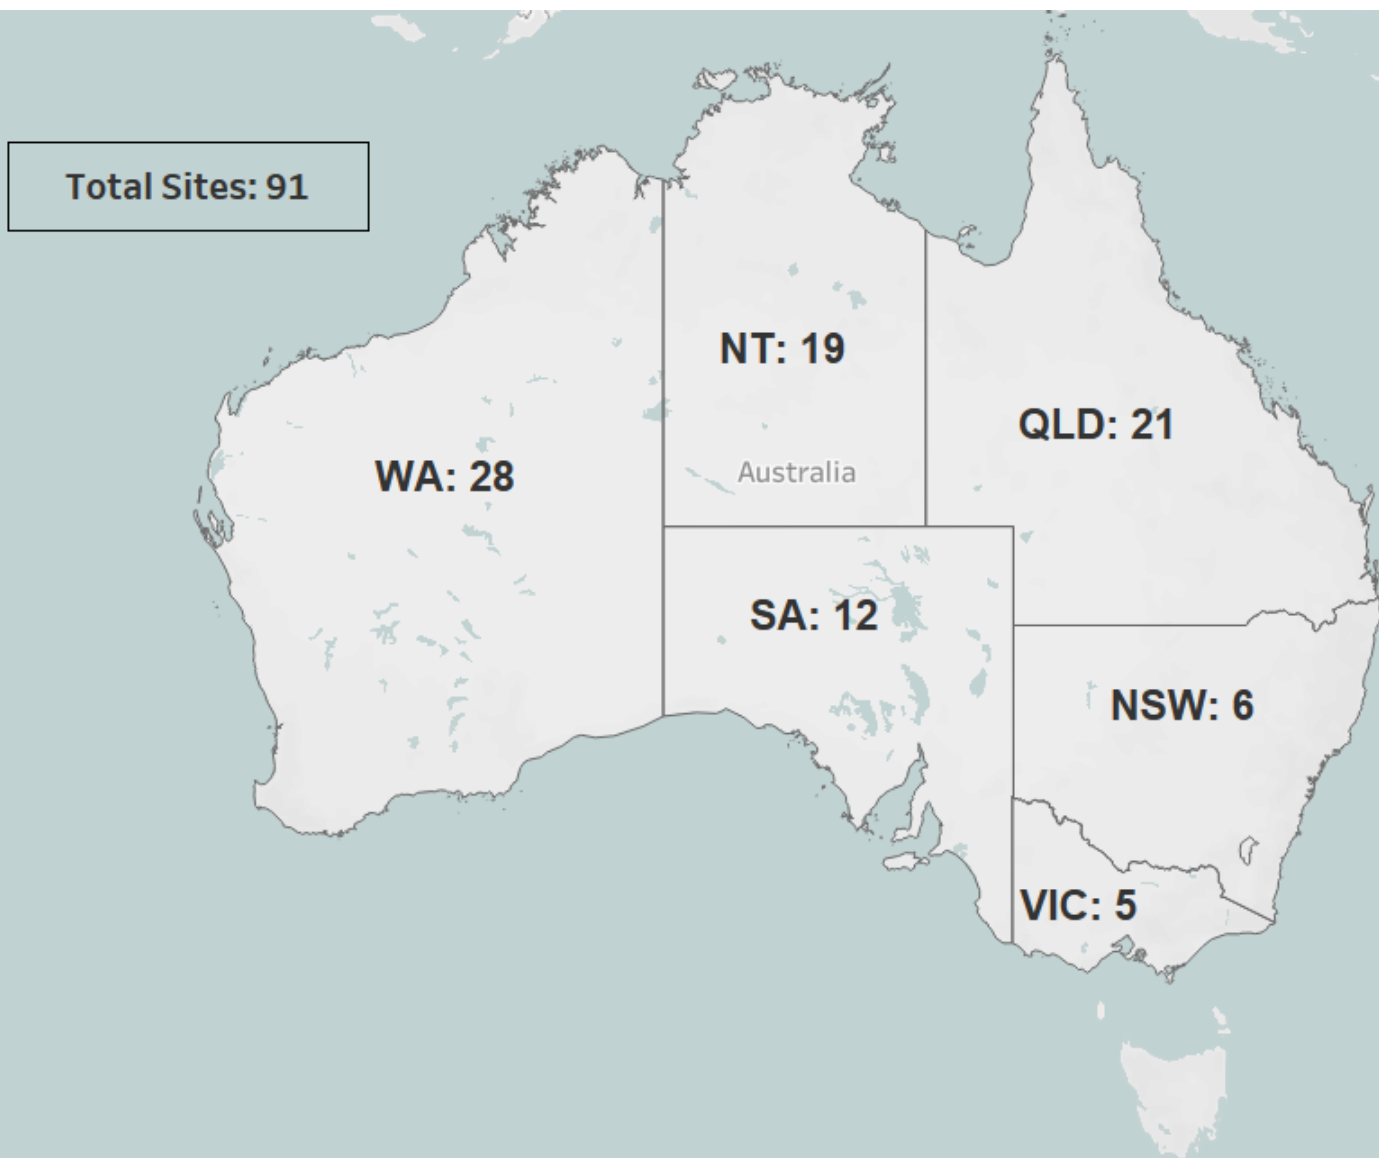 Total Sites: 91
NT: 19
QLD: 21
WA: 28
Australia
SA: 12
NSW: 6
VIC: 5